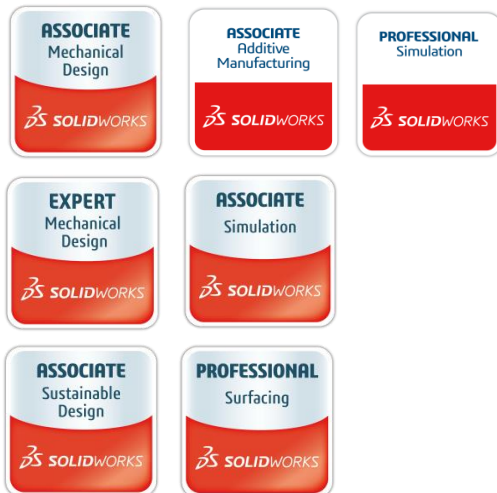 ASSOCIATE
Mechanical
Design
SOLIDWORKS
ASSOCIATE
Additive
Manufacturing
SOLIDWORKS
PROFESSIONAL
Simulation
SOLIDWORKS
EXPERT
Mechanical
Design
SOLIDWORKS
ASSOCIATE
Simulation
SOLIDWORKS
ASSOCIATE
Sustainable
Design
SOLIDWORKS
PROFESSIONAL
Surfacing
SOLIDWORKS